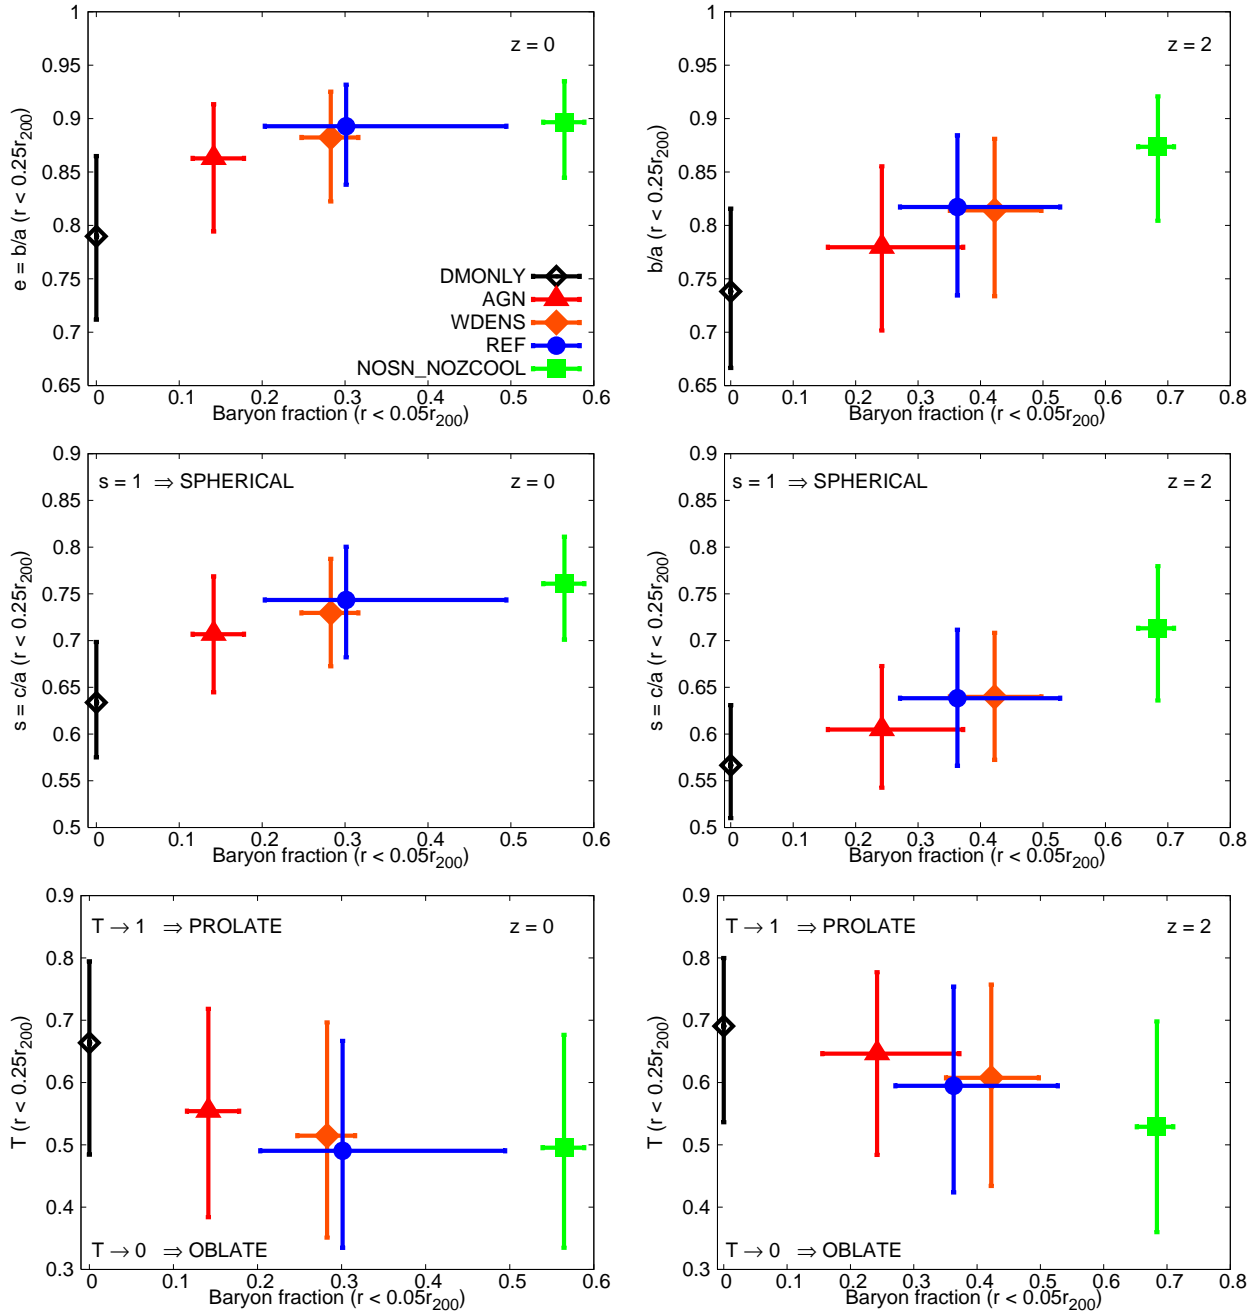 1
0.95
0.9
0.85
0.8
0.75
0.7
0.65
e = b/a (r < 0.25r200)
z = 0
DMONLY
AGN
WDENS
REF
NOSN_NOZCOOL
0 0.1 0.2 0.3 0.4 0.5 0.6
Baryon fraction (r < 0.05r200)
1
0.95
0.9
0.85
0.8
0.75
0.7
0.65
b/a (r < 0.25r200)
z = 2
0 0.1 0.2 0.3 0.4 0.5 0.6 0.7 0.8
Baryon fraction (r < 0.05r200)
0.9
0.85
0.8
0.75
0.7
0.65
0.6
0.55
0.5
s = c/a (r < 0.25r200)
s = 1 ⇒ SPHERICAL
z = 0
0 0.1 0.2 0.3 0.4 0.5 0.6
Baryon fraction (r < 0.05r200)
0.9
0.85
0.8
0.75
0.7
0.65
0.6
0.55
0.5
s = c/a (r < 0.25r200)
s = 1 ⇒ SPHERICAL
z = 2
0 0.1 0.2 0.3 0.4 0.5 0.6 0.7 0.8
Baryon fraction (r < 0.05r200)
0.9
0.8
0.7
0.6
0.5
0.4
0.3
T (r < 0.25r200)
T → 1 ⇒ PROLATE
z = 0
T → 0 ⇒ OBLATE
0 0.1 0.2 0.3 0.4 0.5 0.6
Baryon fraction (r < 0.05r200)
0.9
0.8
0.7
0.6
0.5
0.4
0.3
T (r < 0.25r200)
T → 1 ⇒ PROLATE
z = 2
T → 0 ⇒ OBLATE
0 0.1 0.2 0.3 0.4 0.5 0.6 0.7 0.8
Baryon fraction (r < 0.05r200)